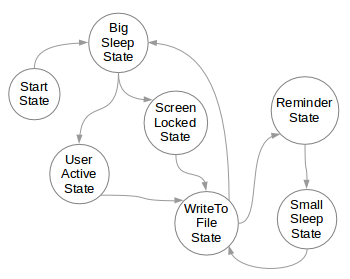 Big
Sleep
State
Start
State
Screen
Locked
State
Reminder
State
User
Active
State
WriteTo
File
State
Small
Sleep
State